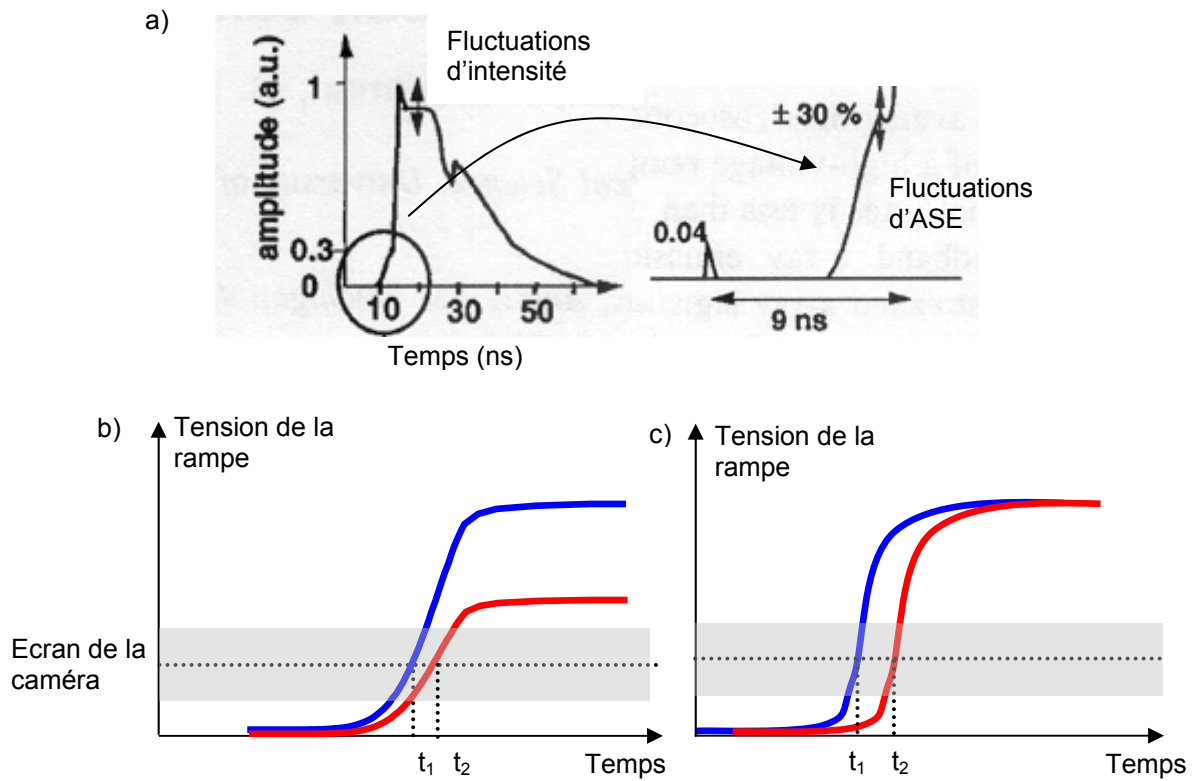 a)
Fluctuations
d'intensité
amplitude (a.u.)
1
0.3
0
10
30
50
Temps (ns)
± 30 %
Fluctuations
d'ASE
0.04
9 ns
b)
Tension de la
rampe
Ecran de la
caméra
t1 t2
Temps
c)
Tension de la
rampe
t1 t2
Temps